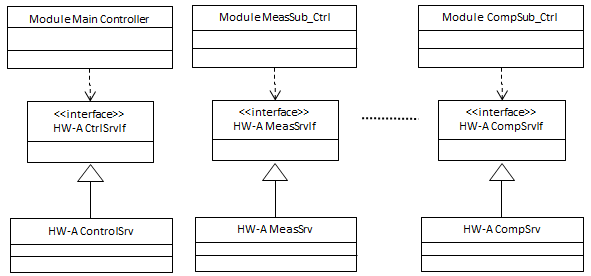 Module Main Controller
Module MeasSub_Ctrl
Module CompSub_Ctrl
<<interface>>
HW-A CtrlSrvIf
<<interface>>
HW-A MeasSrvIf
<<interface>>
HW-A CompSrvIf
HW-A ControlSrv
HW-A MeasSrv
HW-A CompSrv